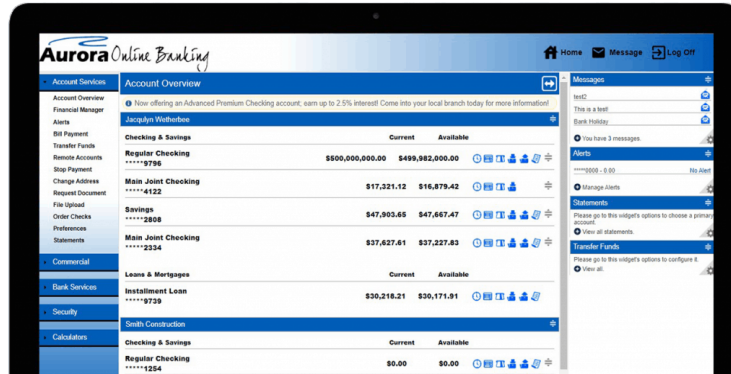 Aurora Online Banking
Home Message Log Off
Account Services
Account Overview
Financial Manager
Alerts
Bill Payment
Transfer Funds
Remote Accounts
Stop Payment
Change Address
Request Document
File Upload
Order Checks
Preferences
Statements
Commercial
Bank Services
Security
Calculators
Account Overview
Now offering an Advanced Premium Checking account; earn up to 2.5% interest! Come into your local branch today for more information!
Jacqulyn Wetherbee
Checking & Savings Current Available
Regular Checking
*****9796 $500,000,000.00 $499,982,000.00
Main Joint Checking
*****4122 $17,321.12 $16,879.42
Savings
*****2808 $47,903.65 $47,667.47
Main Joint Checking
*****2334 $37,627.61 $37,227.83
Loans & Mortgages Current Available
Installment Loan
*****9739 $30,218.21 $30,171.91
Smith Construction
Checking & Savings Current Available
Regular Checking
*****1254 $0.00 $0.00
Messages
test2
This is a test!
Bank Holiday
You have 3 messages.
Alerts
*****0000 - 0.00 No Alert
Manage Alerts
Statements
Please go to this widget's options to choose a primary
account.
View all statements.
Transfer Funds
Please go to this widget's options to configure it.
View all.